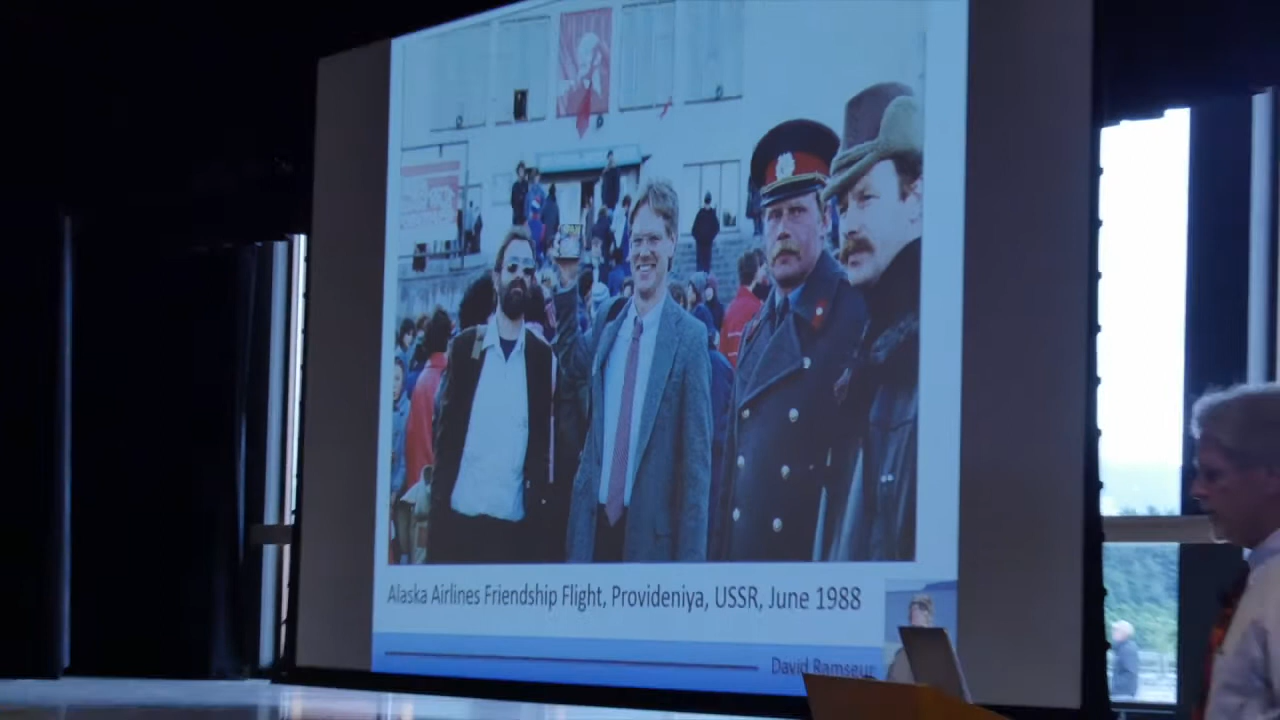 Alaska Airlines Friendship Flight, Provideniya, USSR, June 1988
David Ramseur